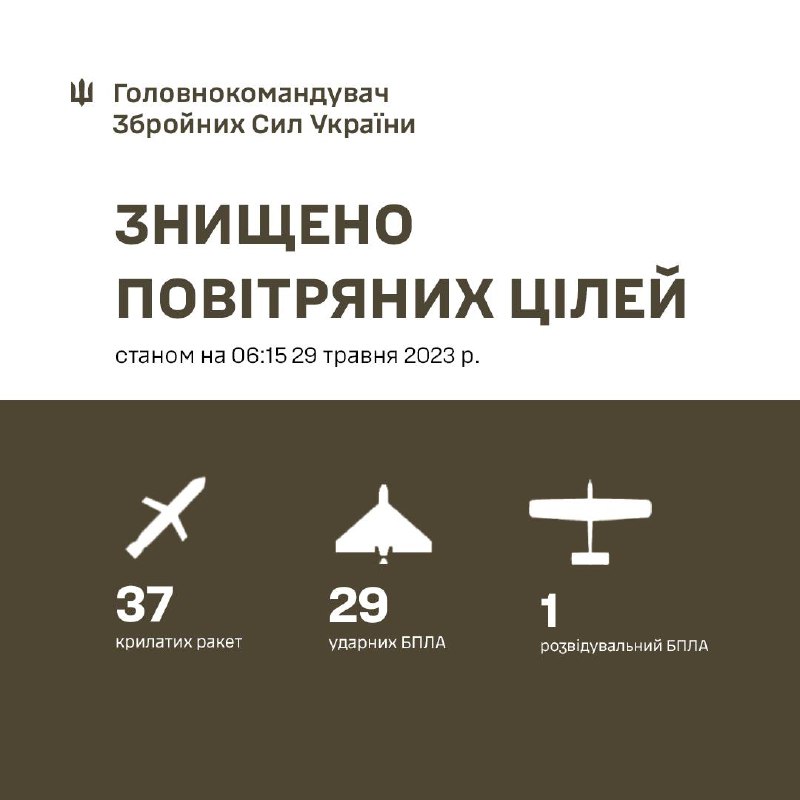 Головнокомандувач
Збройних Сил України
ЗНИЩЕНО
ПОВІТРЯНИХ ЦІЛЕЙ
станом на 06:15 29 травня 2023 р.
37
крилатих ракет
29
ударних БПЛА
1
розвідувальний БПЛА